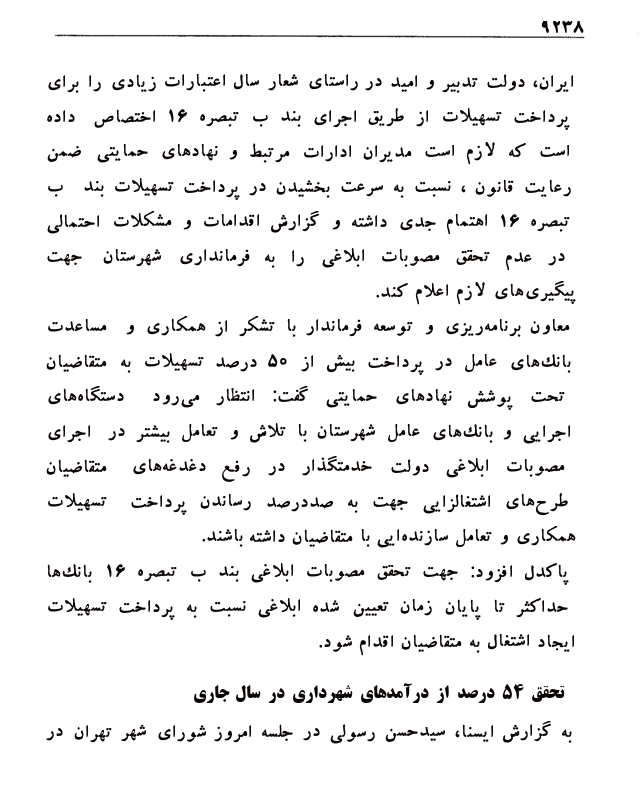 ۹۲۳۸
ایران، دولت تدبیر و امید در راستای شعار سال اعتبارات زیادی را برای
پرداخت تسهیلات از طریق اجرای بند ب تبصره ۱۶ اختصاص داده
است که لازم است مدیران ادارات مرتبط و نهادهای حمایتی ضمن
رعایت قانون ، نسبت به سرعت بخشیدن در پرداخت تسهیلات بند ب
تبصره ۱۶ اهتمام جدی داشته و گزارش اقدامات و مشکلات احتمالی
در عدم تحقق مصوبات ابلاغی را به فرمانداری شهرستان جهت
پیگیری‌های لازم اعلام کند.
معاون برنامه‌ریزی و توسعه فرماندار با تشکر از همکاری و مساعدت
بانك‌های عامل در پرداخت بیش از ۵۰ درصد تسهیلات به متقاضیان
تحت پوشش نهادهای حمایتی گفت: انتظار می‌رود دستگاه‌های
اجرایی و بانك‌های عامل شهرستان با تلاش و تعامل بیشتر در اجرای
مصوبات ابلاغی دولت خدمتگذار در رفع دغدغه‌های متقاضیان
طرح‌های اشتغالزایی جهت به صددرصد رساندن پرداخت تسهیلات
همکاری و تعامل سازنده‌ایی با متقاضیان داشته باشند.
پاکدل افزود: جهت تحقق مصوبات ابلاغی بند ب تبصره ۱۶ بانك‌ها
حداکثر تا پایان زمان تعیین شده ابلاغی نسبت به پرداخت تسهیلات
ایجاد اشتغال به متقاضیان اقدام شود.
تحقق ۵۴ درصد از درآمدهای شهرداری در سال جاری
به گزارش ایسنا، سیدحسن رسولی در جلسه امروز شورای شهر تهران در